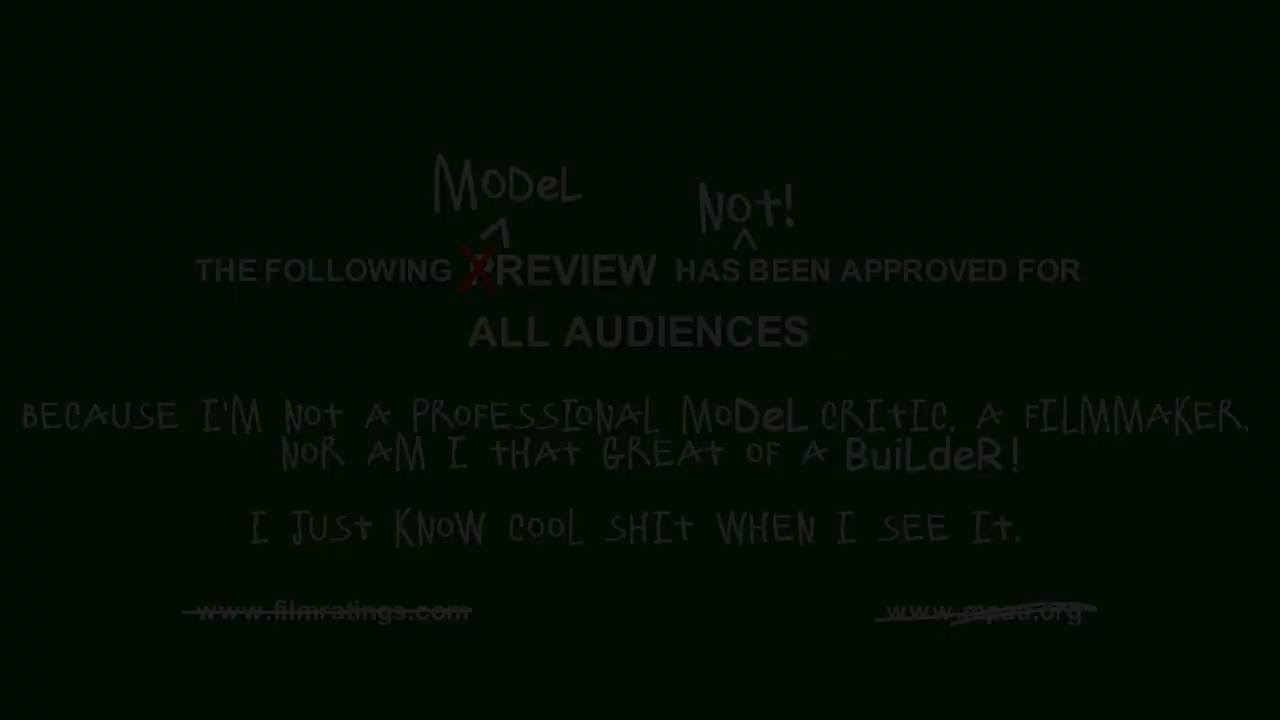 MODeL Not!
THE FOLLOWING PREVIEW HAS BEEN APPROVED FOR
ALL AUDIENCES
BECAUSE I'M NOt A PROFESSIONAL MoDeL CRItIC, A FILMMAKER,
NOR AM I tHAt GREAt OF A BuiLdeR!
I JUSt KNOW COOL SHIt WHEN I SEE It.
www.filmratings.com www.mpaa.org